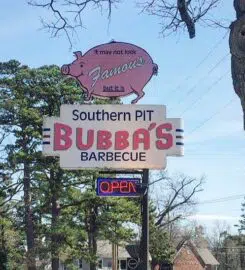 It may not look
Famous
but it is
Southern PIT
BUBBA'S
BARBECUE
OPEN